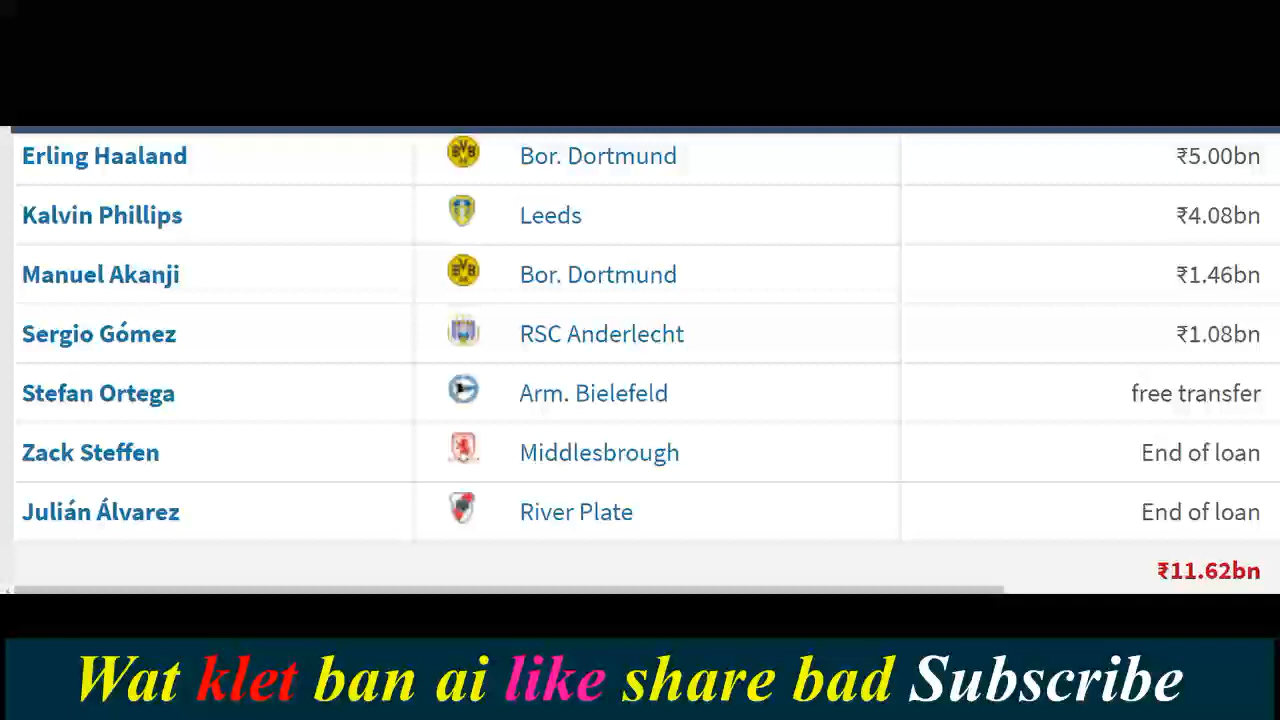 Erling Haaland Bor. Dortmund ₹5.00bn
Kalvin Phillips Leeds ₹4.08bn
Manuel Akanji Bor. Dortmund ₹1.46bn
Sergio Gómez RSC Anderlecht ₹1.08bn
Stefan Ortega Arm. Bielefeld free transfer
Zack Steffen Middlesbrough End of loan
Julián Álvarez River Plate End of loan
₹11.62bn
Wat klet ban ai like share bad Subscribe